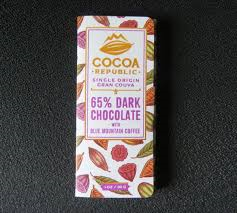 COCOA
REPUBLIC
SINGLE ORIGIN
GRAN COUVA
65% DARK
CHOCOLATE
WITH
BLUE MOUNTAIN COFFEE